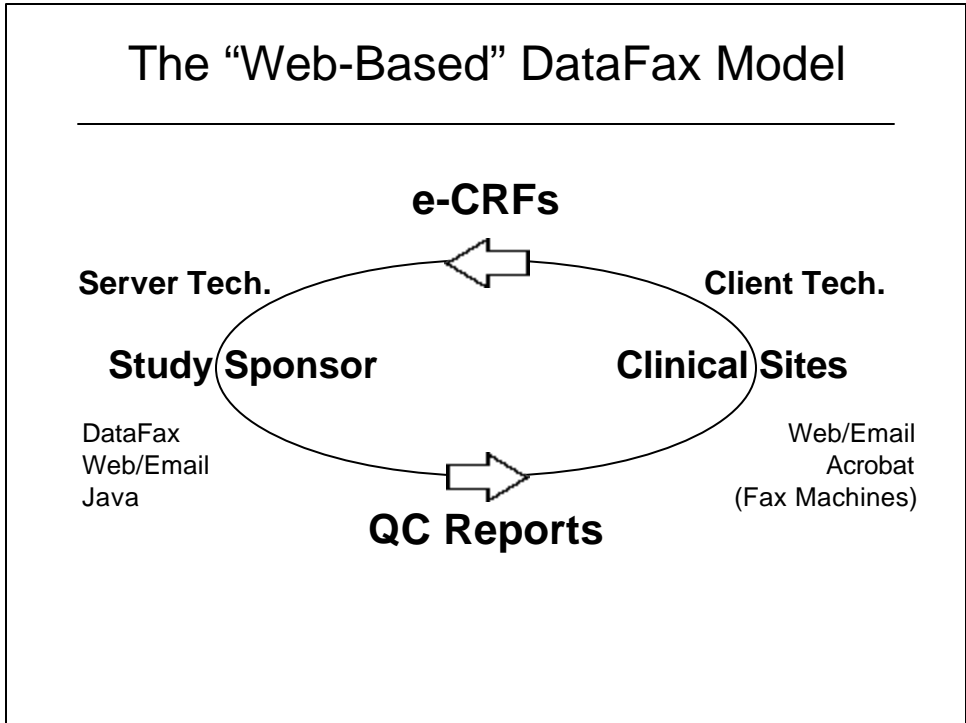 The “Web-Based” DataFax Model
e-CRFs
Server Tech.
Client Tech.
Study Sponsor
Clinical Sites
DataFax
Web/Email
Java
Web/Email
Acrobat
(Fax Machines)
QC Reports